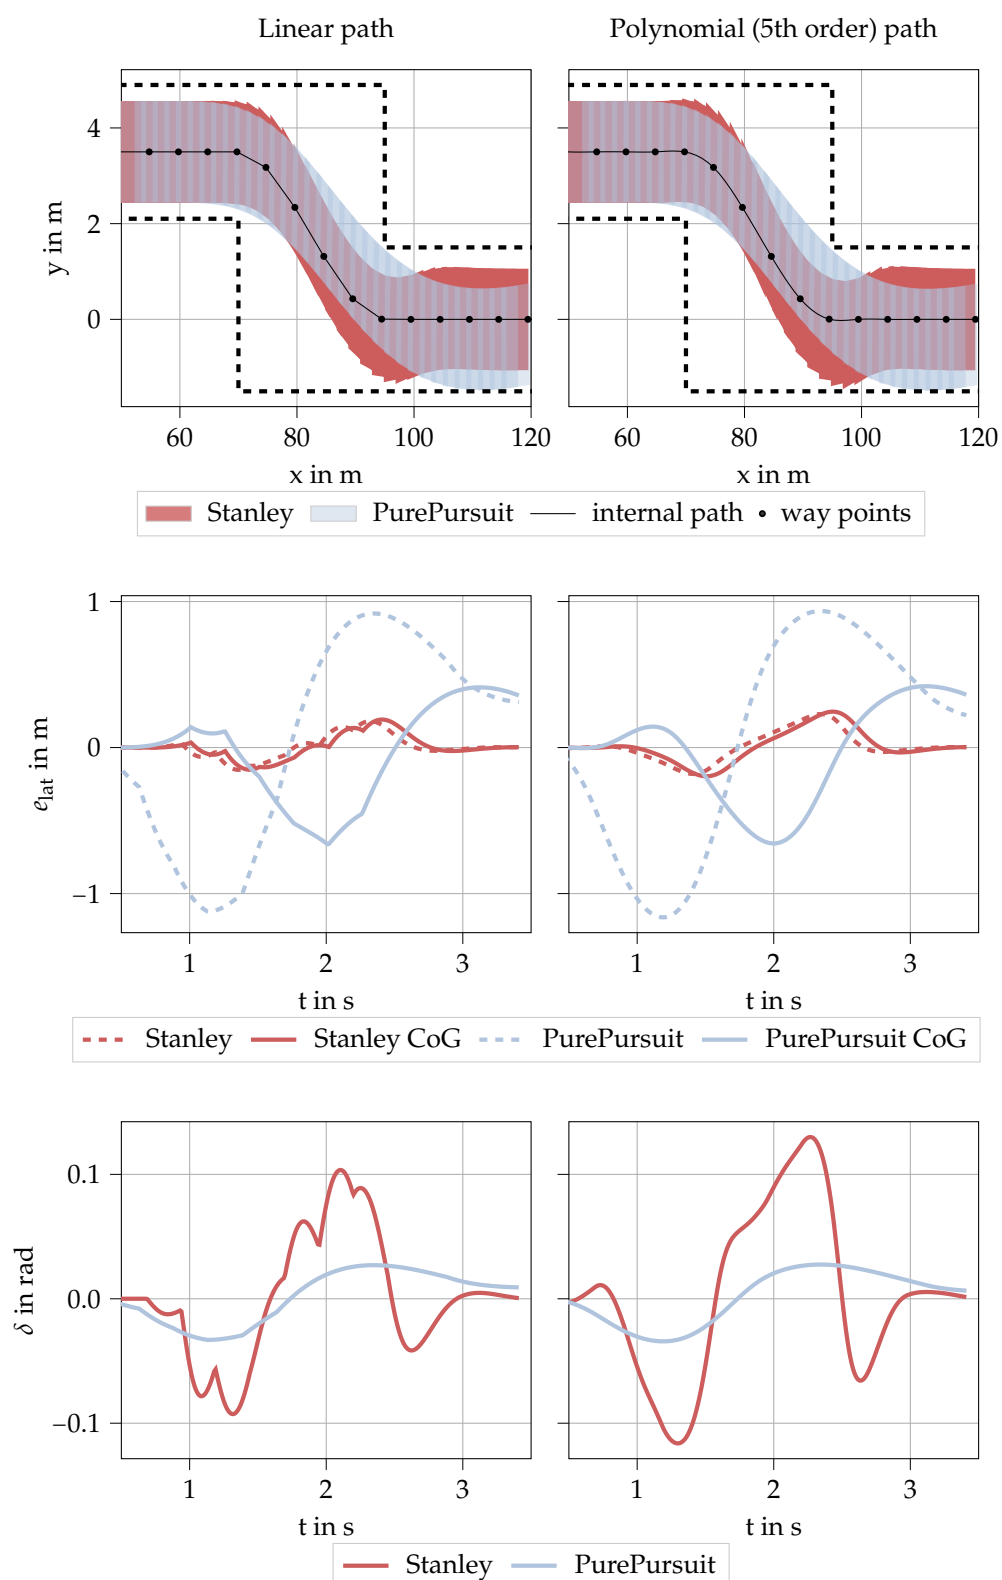 Linear path
Polynomial (5th order) path
4
2
0
y in m
60
80
100
120
60
80
100
120
x in m
x in m
Stanley PurePursuit internal path way points
1
0
−1
e_lat in m
1
2
3
1
2
3
t in s
t in s
Stanley Stanley CoG PurePursuit PurePursuit CoG
0.1
0.0
−0.1
δ in rad
1
2
3
1
2
3
t in s
t in s
Stanley PurePursuit